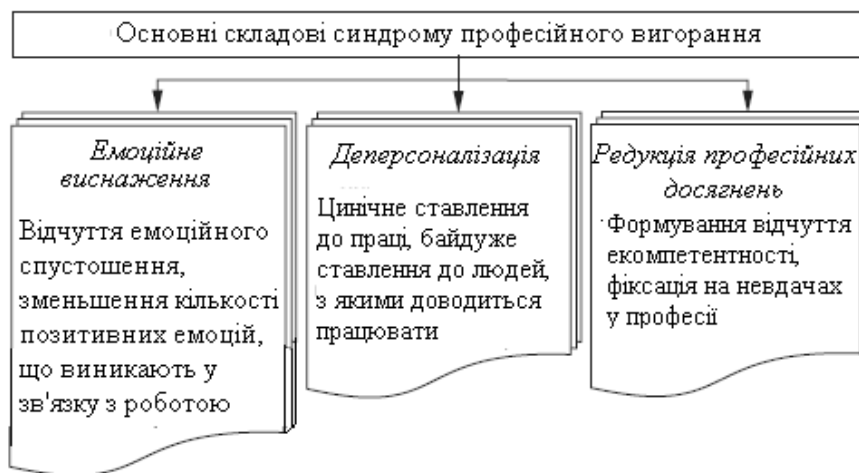 Основні складові синдрому професійного вигорання
Емоційне
виснаження
Відчуття емоційного
спустошення,
зменшення кількості
позитивних емоцій,
що виникають у
зв'язку з роботою
Деперсоналізація
Цинічне ставлення
до праці, байдуже
ставлення до людей,
з якими доводиться
працювати
Редукція професійних
досягнень
Формування відчуття
екомпетентності,
фіксація на невдачах
у професії